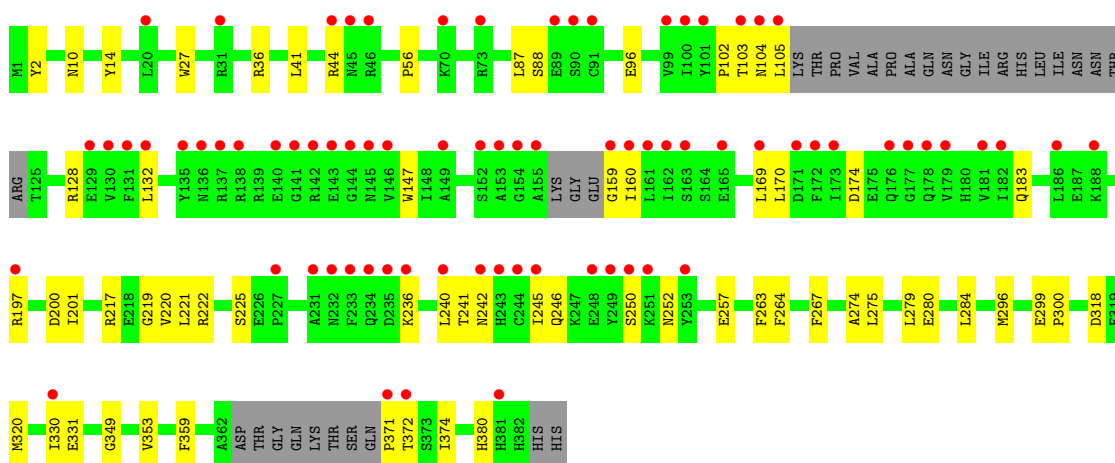 M1 Y2 N10 Y14 L20 W27 R31 R36 L41 R44 N45 R46 P56 K70 R73 L87 S88 E89 S90 C91 E96 V99 I100 Y101 P102 T103 N104 L105 LYS THR PRO VAL ALA PRO ALA GLN ASN GLY ILE ARG HIS LEU ILE ASN ASN THR
ARG T125 R128 E129 V130 F131 L132 Y135 N136 R137 R138 R139 E140 G141 R142 E143 G144 N145 V146 W147 I148 A149 S152 A153 G154 A155 LYS GLY GLU G159 I160 L161 I162 S163 S164 E165 L169 L170 D171 F172 I173 D174 E175 Q176 G177 Q178 V179 H180 V181 I182 Q183 L186 E187 K188
R197 D200 I201 R217 E218 G219 V220 L221 R222 S225 E226 P227 A231 N232 F233 Q234 D235 K236 L240 T241 N242 H243 C244 I245 Q246 K247 E248 Y249 S250 K251 N252 Y253 E257 F263 F264 F267 A274 L275 L279 E280 L284 M296 E299 P300 D318 E319
M320 I330 E331 G349 V353 F359 A362 ASP THR GLY GLN LYS THR SER GLN P371 T372 S373 I374 H380 H381 H382 HIS HIS